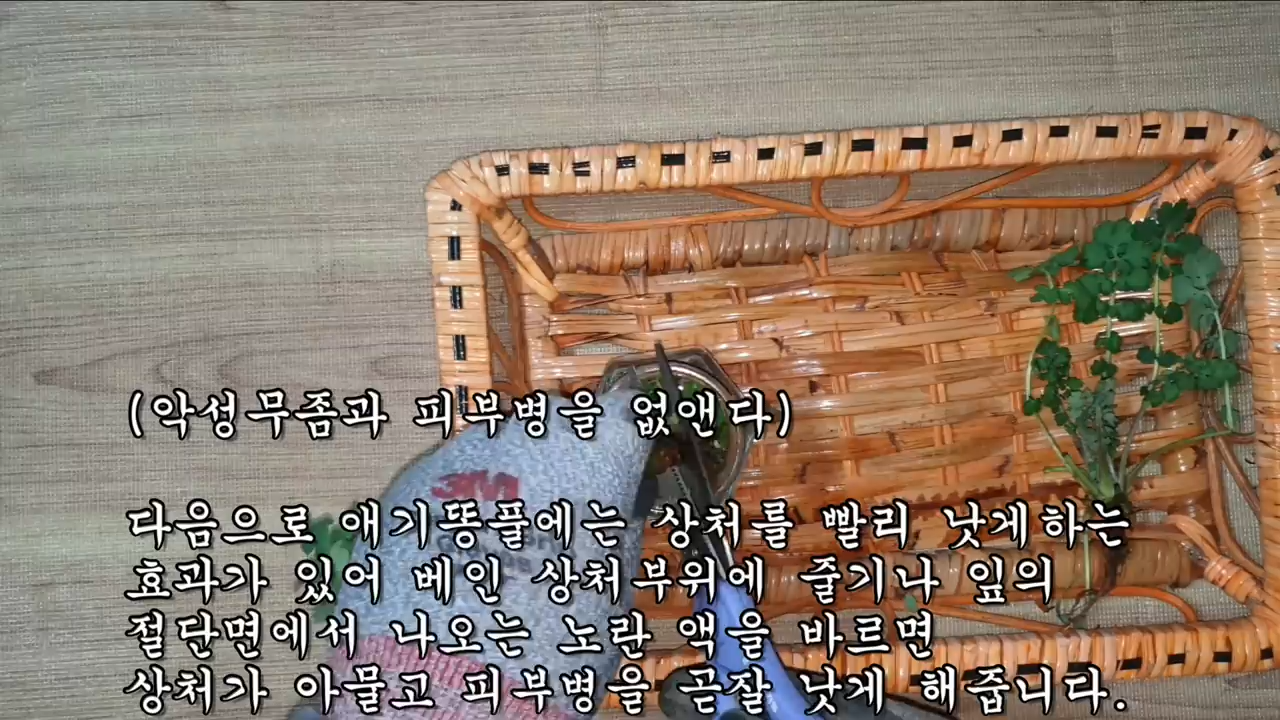 (악성무좀과 피부병을 없앤다)
다음으로 애기똥풀에는 상처를 빨리 낫게하는
효과가 있어 베인 상처부위에 줄기나 잎의
절단면에서 나오는 노란 액을 바르면
상처가 아물고 피부병을 곧잘 낫게 해줍니다.
3M